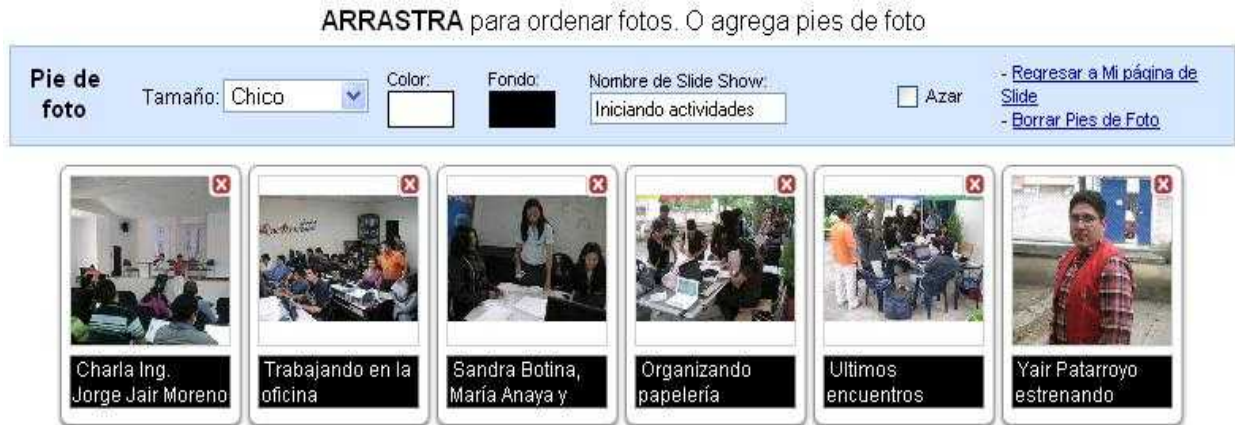 ARRASTRA para ordenar fotos. O agrega pies de foto
Pie de
foto
Tamaño: Chico
Color:
Fondo:
Nombre de Slide Show:
Iniciando actividades
Azar
- Regresar a Mi página de
Slide
- Borrar Pies de Foto
Charla Ing.
Jorge Jair Moreno
Trabajando en la
oficina
Sandra Botina,
María Anaya y
Organizando
papelería
Ultimos
encuentros
Yair Patarroyo
estrenando